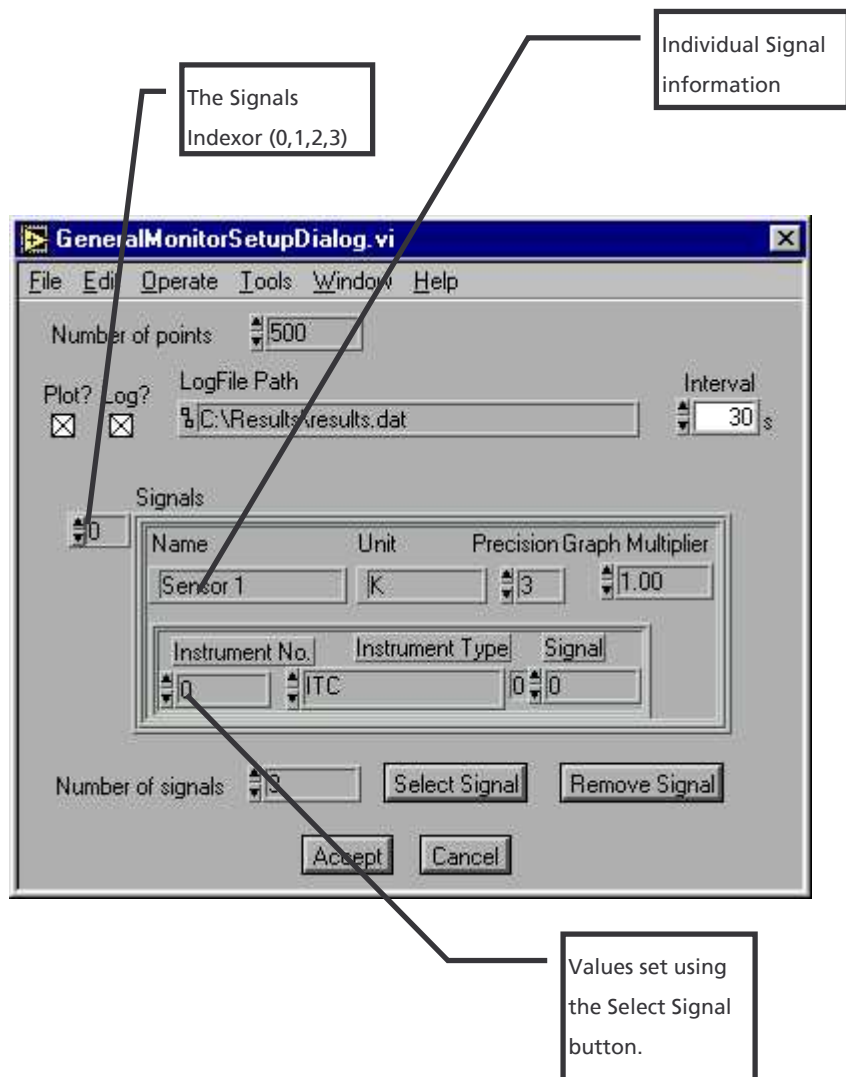 Individual Signal
information
The Signals
Indexor (0,1,2,3)
GeneralMonitorSetupDialog.vi
File Edit Operate Tools Window Help
Number of points 500
Plot? Log? LogFile Path Interval
C:\Results\results.dat 30 s
Signals
0
Name Unit Precision Graph Multiplier
Sensor 1 K 3 1.00
Instrument No. Instrument Type Signal
0 ITC 0 0
Number of signals 3 Select Signal Remove Signal
Accept Cancel
Values set using
the Select Signal
button.